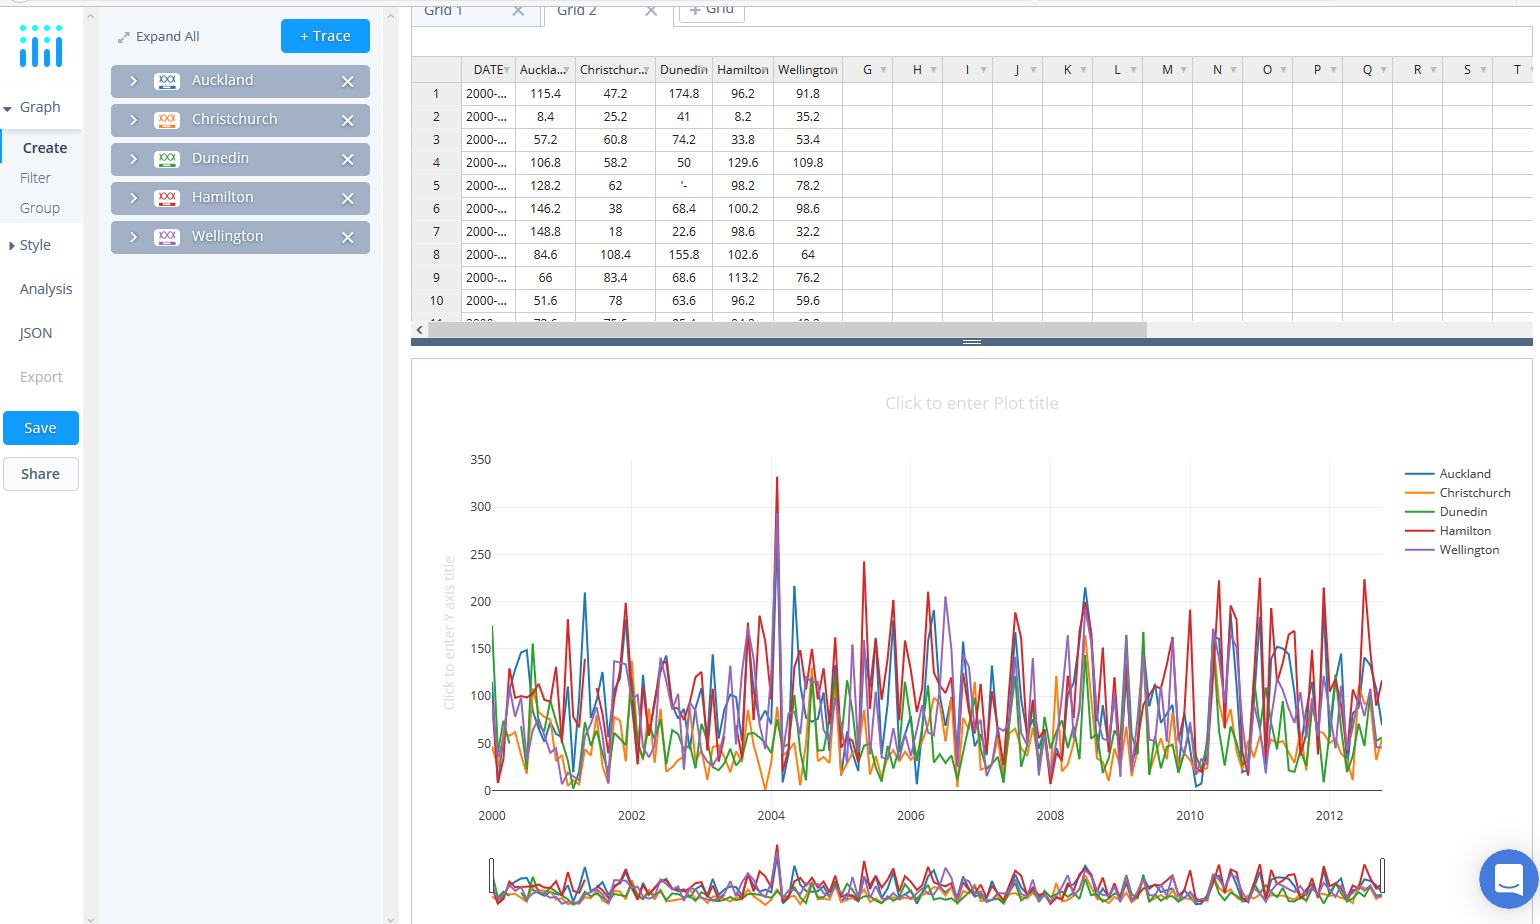 Grid 1
Grid 2
+ Grid
Expand All
+ Trace
Auckland
Christchurch
Dunedin
Hamilton
Wellington
Graph
Create
Filter
Group
Style
Analysis
JSON
Export
Save
Share
DATE Auckla... Christchur... Dunedin Hamilton Wellington G H I J K L M N O P Q R S T
1 2000-... 115.4 47.2 174.8 96.2 91.8
2 2000-... 8.4 25.2 41 8.2 35.2
3 2000-... 57.2 60.8 74.2 33.8 53.4
4 2000-... 106.8 58.2 50 129.6 109.8
5 2000-... 128.2 62 '- 98.2 78.2
6 2000-... 146.2 38 68.4 100.2 98.6
7 2000-... 148.8 18 22.6 98.6 32.2
8 2000-... 84.6 108.4 155.8 102.6 64
9 2000-... 66 83.4 68.6 113.2 76.2
10 2000-... 51.6 78 63.6 96.2 59.6
Click to enter Plot title
Click to enter Y axis title
350
300
250
200
150
100
50
0
2000 2002 2004 2006 2008 2010 2012
Auckland
Christchurch
Dunedin
Hamilton
Wellington